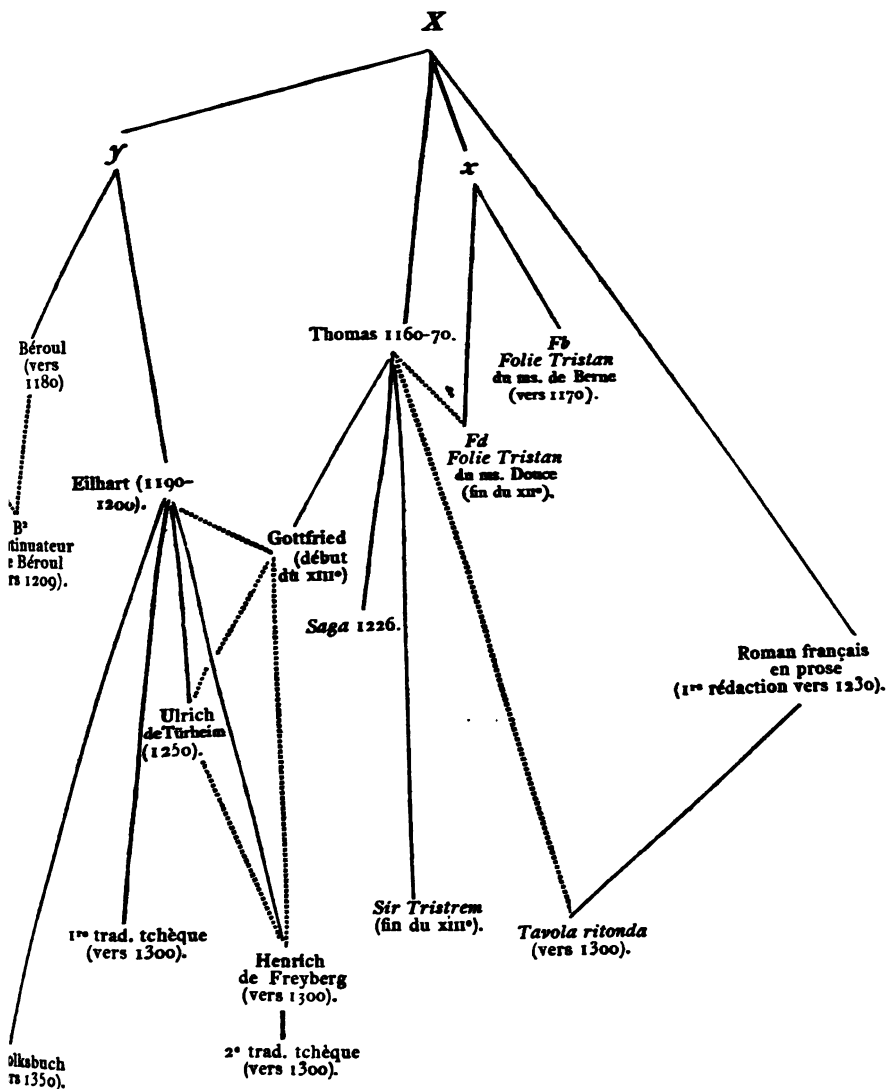 X
y
x
Béroul
(vers
1180)
Thomas 1160-70.
Fb
Folie Tristan
du ms. de Berne
(vers 1170).
Fd
Folie Tristan
du ms. Douce
(fin du XIIe).
Eilhart (1190-
1200).
B²
tinuateur
e Béroul
rs 1209).
Gottfried
(début
du XIIIe)
Saga 1226.
Roman français
en prose
(1re rédaction vers 1230).
Ulrich
de Türheim
(1250).
1re trad. tchèque
(vers 1300).
Sir Tristrem
(fin du XIIIe).
Tavola ritonda
(vers 1300).
Henrich
de Freyberg
(vers 1300).
2e trad. tchèque
(vers 1300).
olksbuch
rs 1350).